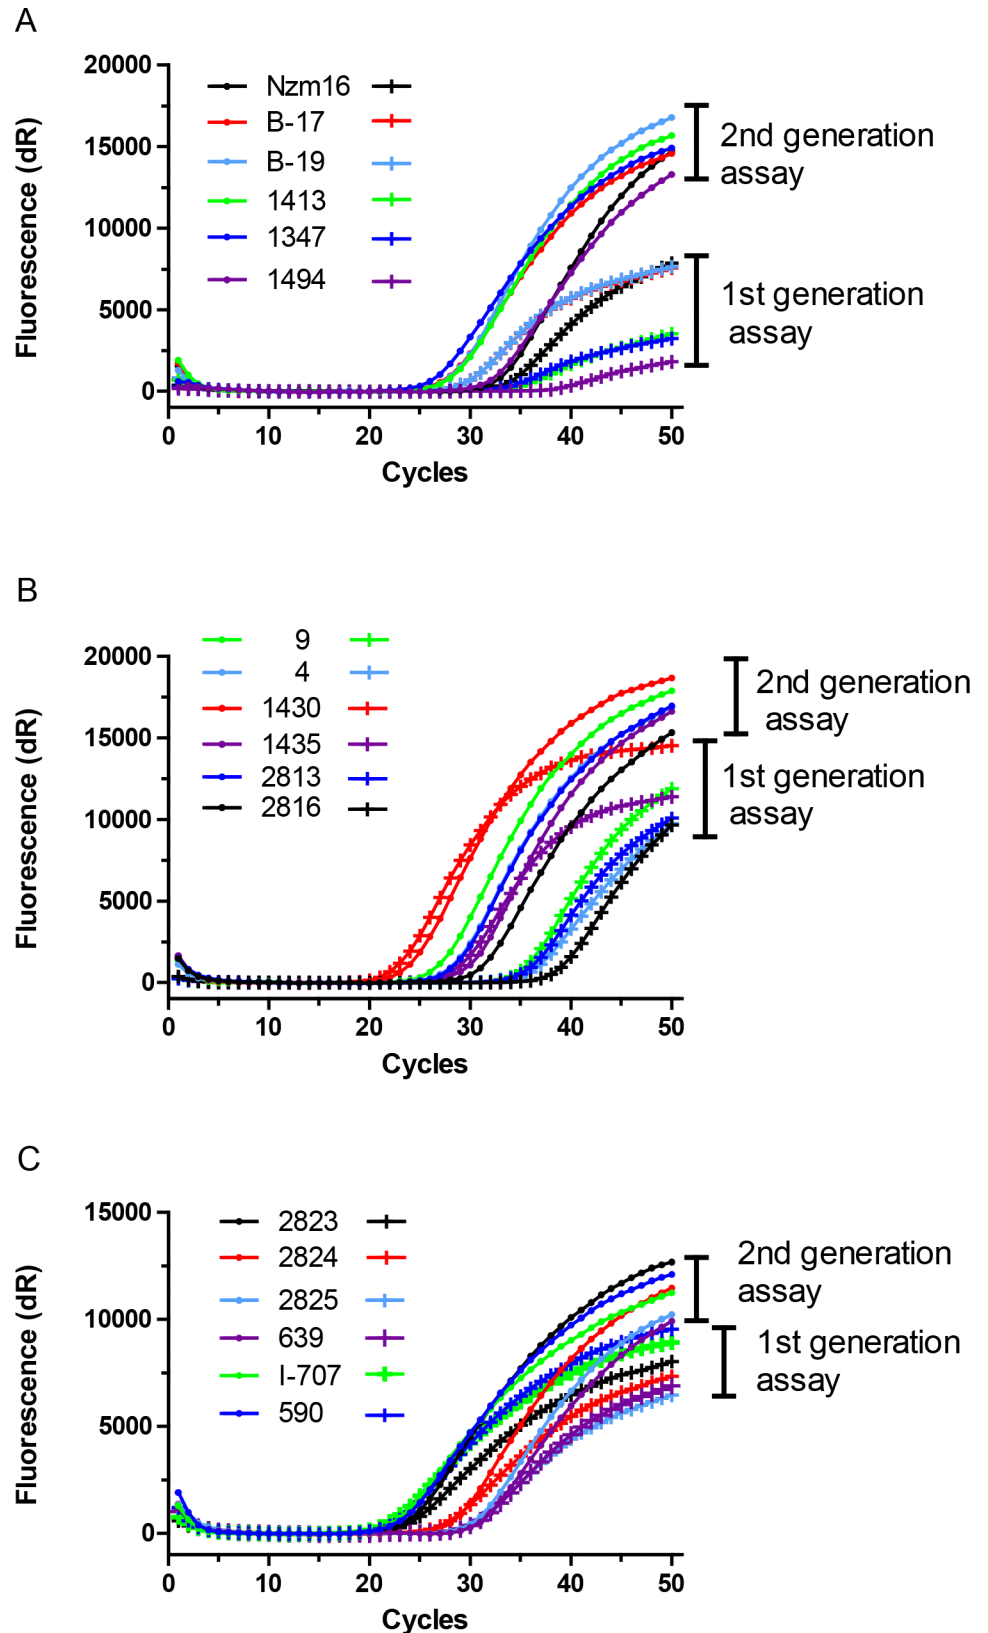 A
20000
15000
10000
5000
0
Fluorescence (dR)
Nzm16
B-17
B-19
1413
1347
1494
2nd generation
assay
1st generation
assay
0 10 20 30 40 50
Cycles
B
20000
15000
10000
5000
0
Fluorescence (dR)
9
4
1430
1435
2813
2816
2nd generation
assay
1st generation
assay
0 10 20 30 40 50
Cycles
C
15000
10000
5000
0
Fluorescence (dR)
2823
2824
2825
639
I-707
590
2nd generation
assay
1st generation
assay
0 10 20 30 40 50
Cycles